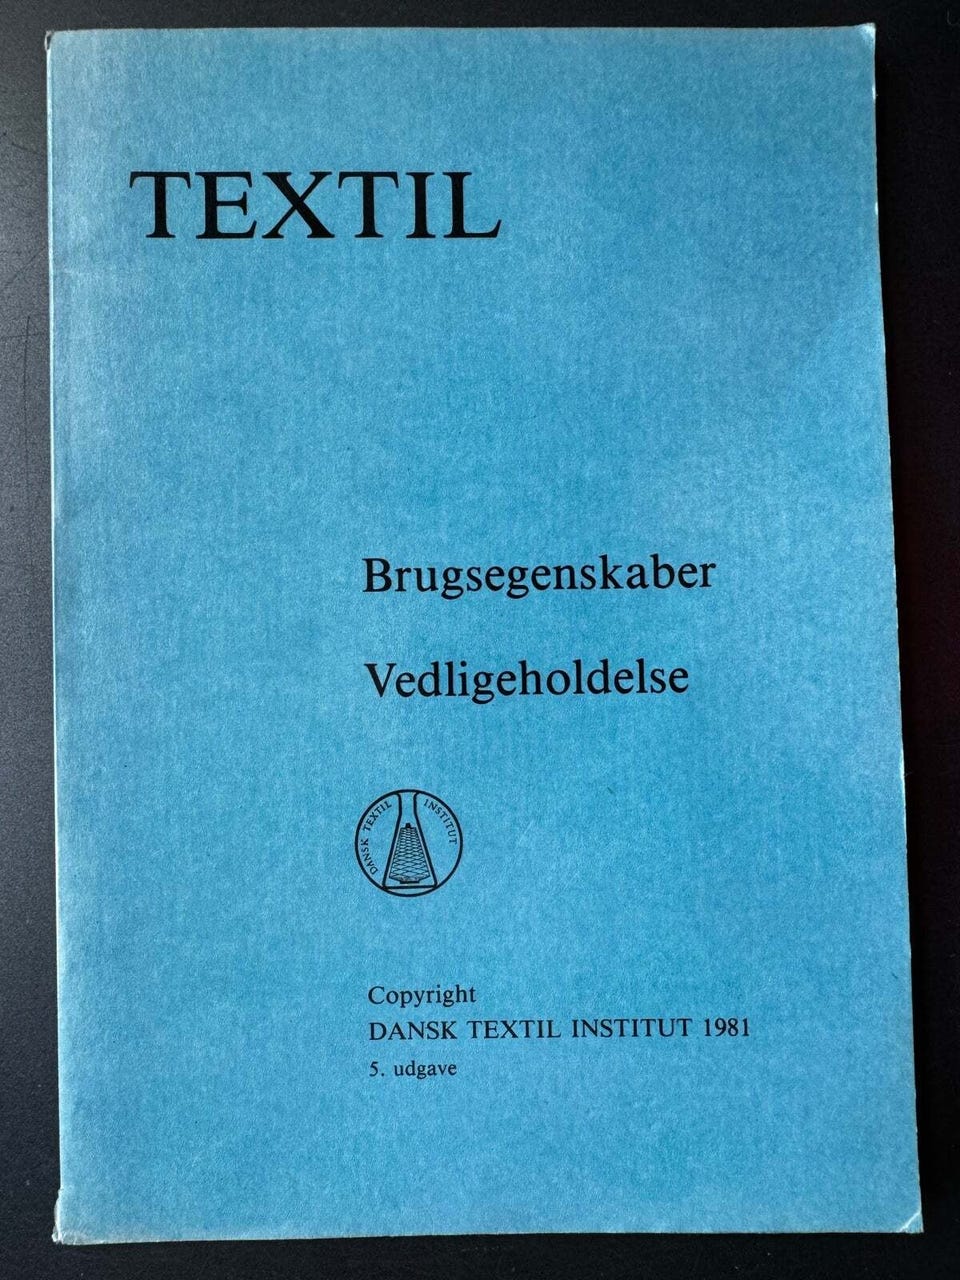 TEXTIL
Brugsegenskaber
Vedligeholdelse
DANSK TEXTIL INSTITUT
Copyright
DANSK TEXTIL INSTITUT 1981
5. udgave